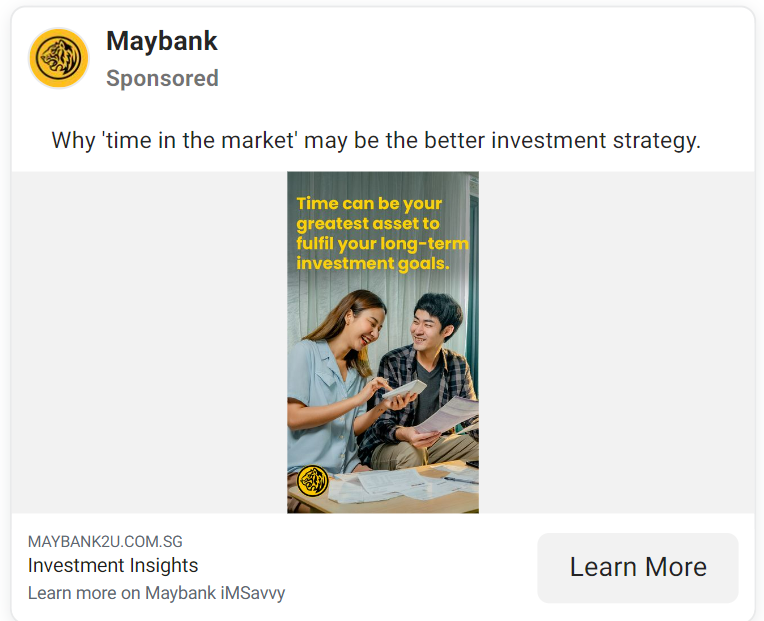 Maybank
Sponsored
Why 'time in the market' may be the better investment strategy.
Time can be your
greatest asset to
fulfil your long-term
investment goals.
MAYBANK2U.COM.SG
Investment Insights
Learn more on Maybank iMSavvy
Learn More